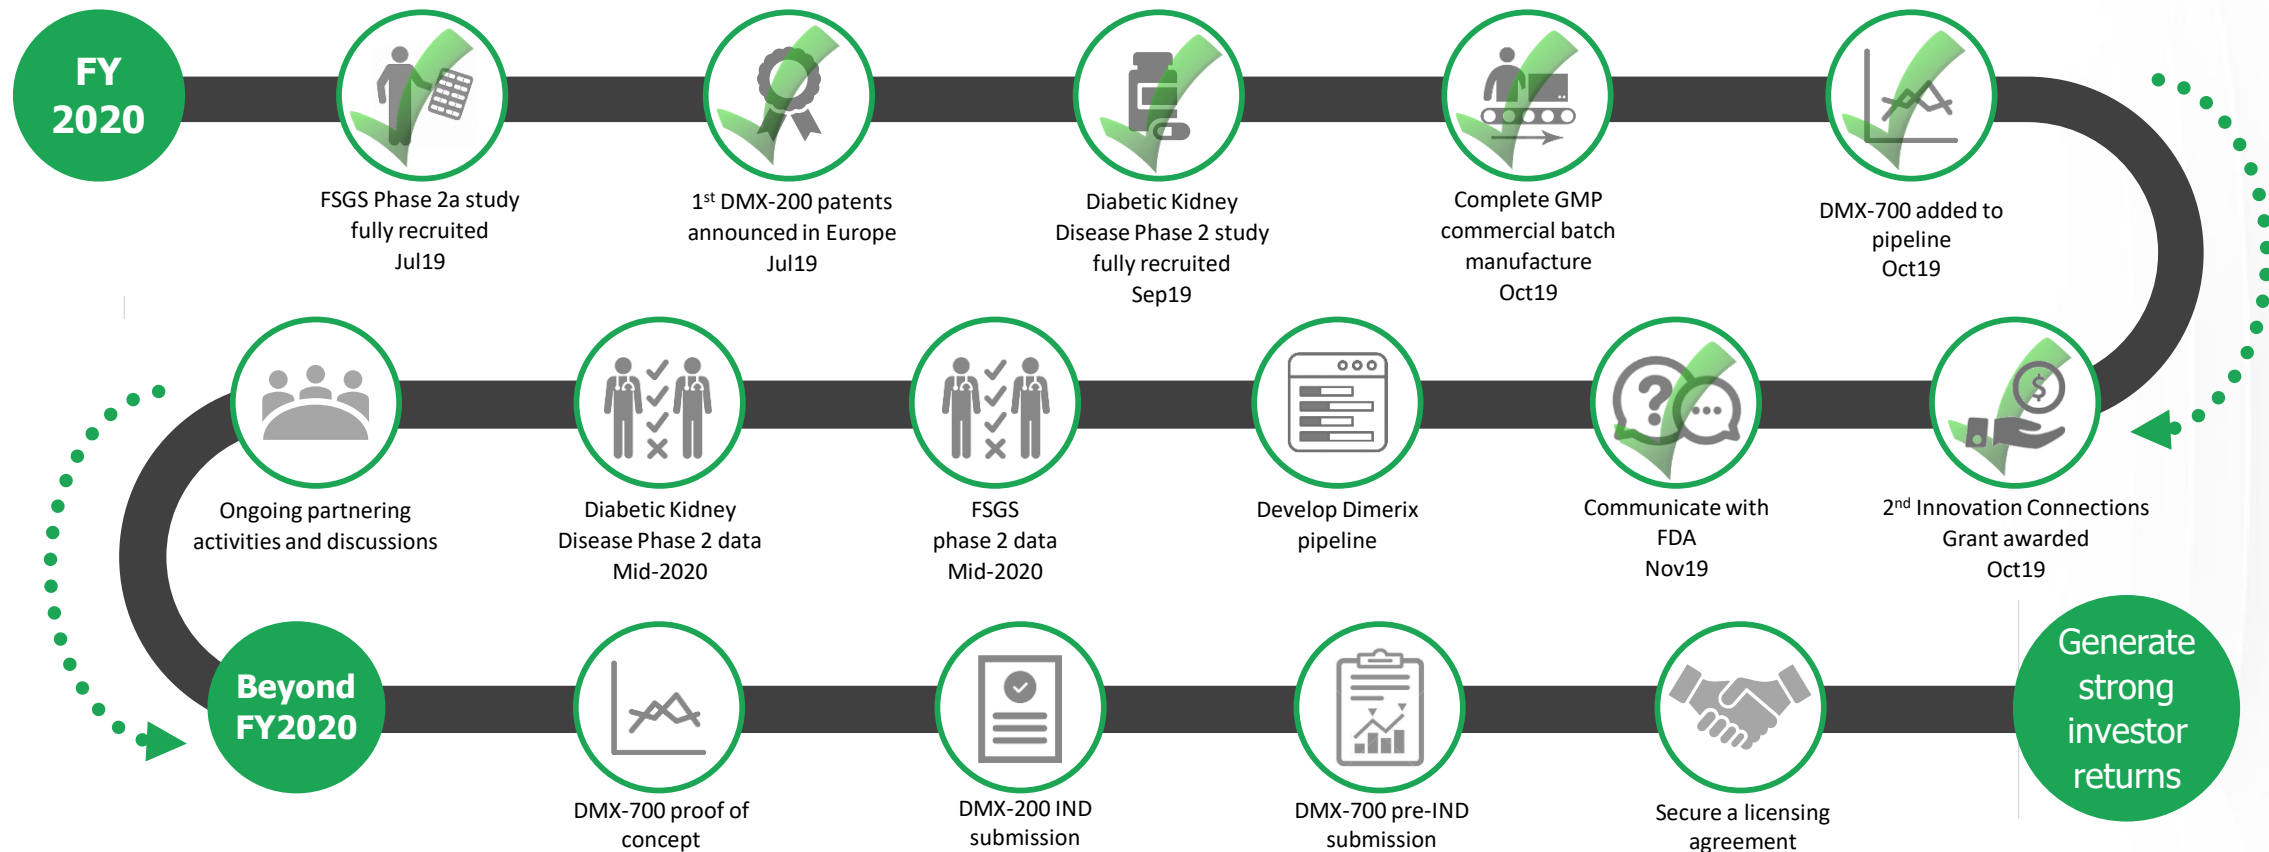 FY
2020
FSGS Phase 2a study
fully recruited
Jul19
1st DMX-200 patents
announced in Europe
Jul19
Diabetic Kidney
Disease Phase 2 study
fully recruited
Sep19
Complete GMP
commercial batch
manufacture
Oct19
DMX-700 added to
pipeline
Oct19
2nd Innovation Connections
Grant awarded
Oct19
Communicate with
FDA
Nov19
Develop Dimerix
pipeline
FSGS
phase 2 data
Mid-2020
Diabetic Kidney
Disease Phase 2 data
Mid-2020
Ongoing partnering
activities and discussions
Beyond
FY2020
DMX-700 proof of
concept
DMX-200 IND
submission
DMX-700 pre-IND
submission
Secure a licensing
agreement
Generate
strong
investor
returns